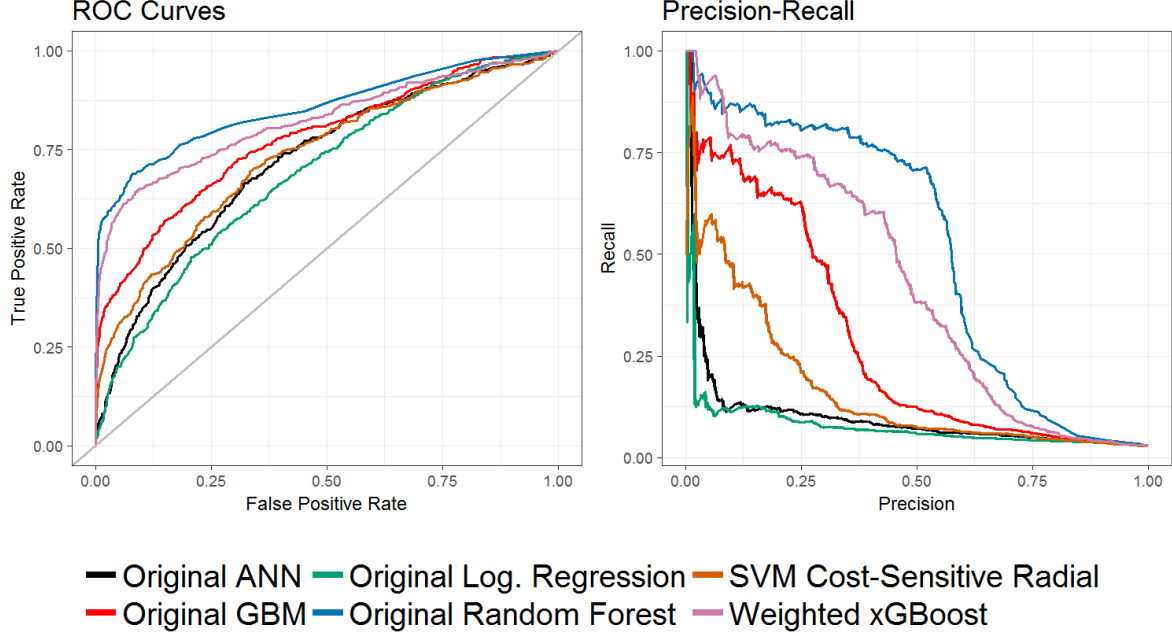 ROC Curves
Precision-Recall
True Positive Rate
1.00
0.75
0.50
0.25
0.00
0.00 0.25 0.50 0.75 1.00
False Positive Rate
Recall
1.00
0.75
0.50
0.25
0.00
0.00 0.25 0.50 0.75 1.00
Precision
Original ANN Original Log. Regression SVM Cost-Sensitive Radial
Original GBM Original Random Forest Weighted xGBoost